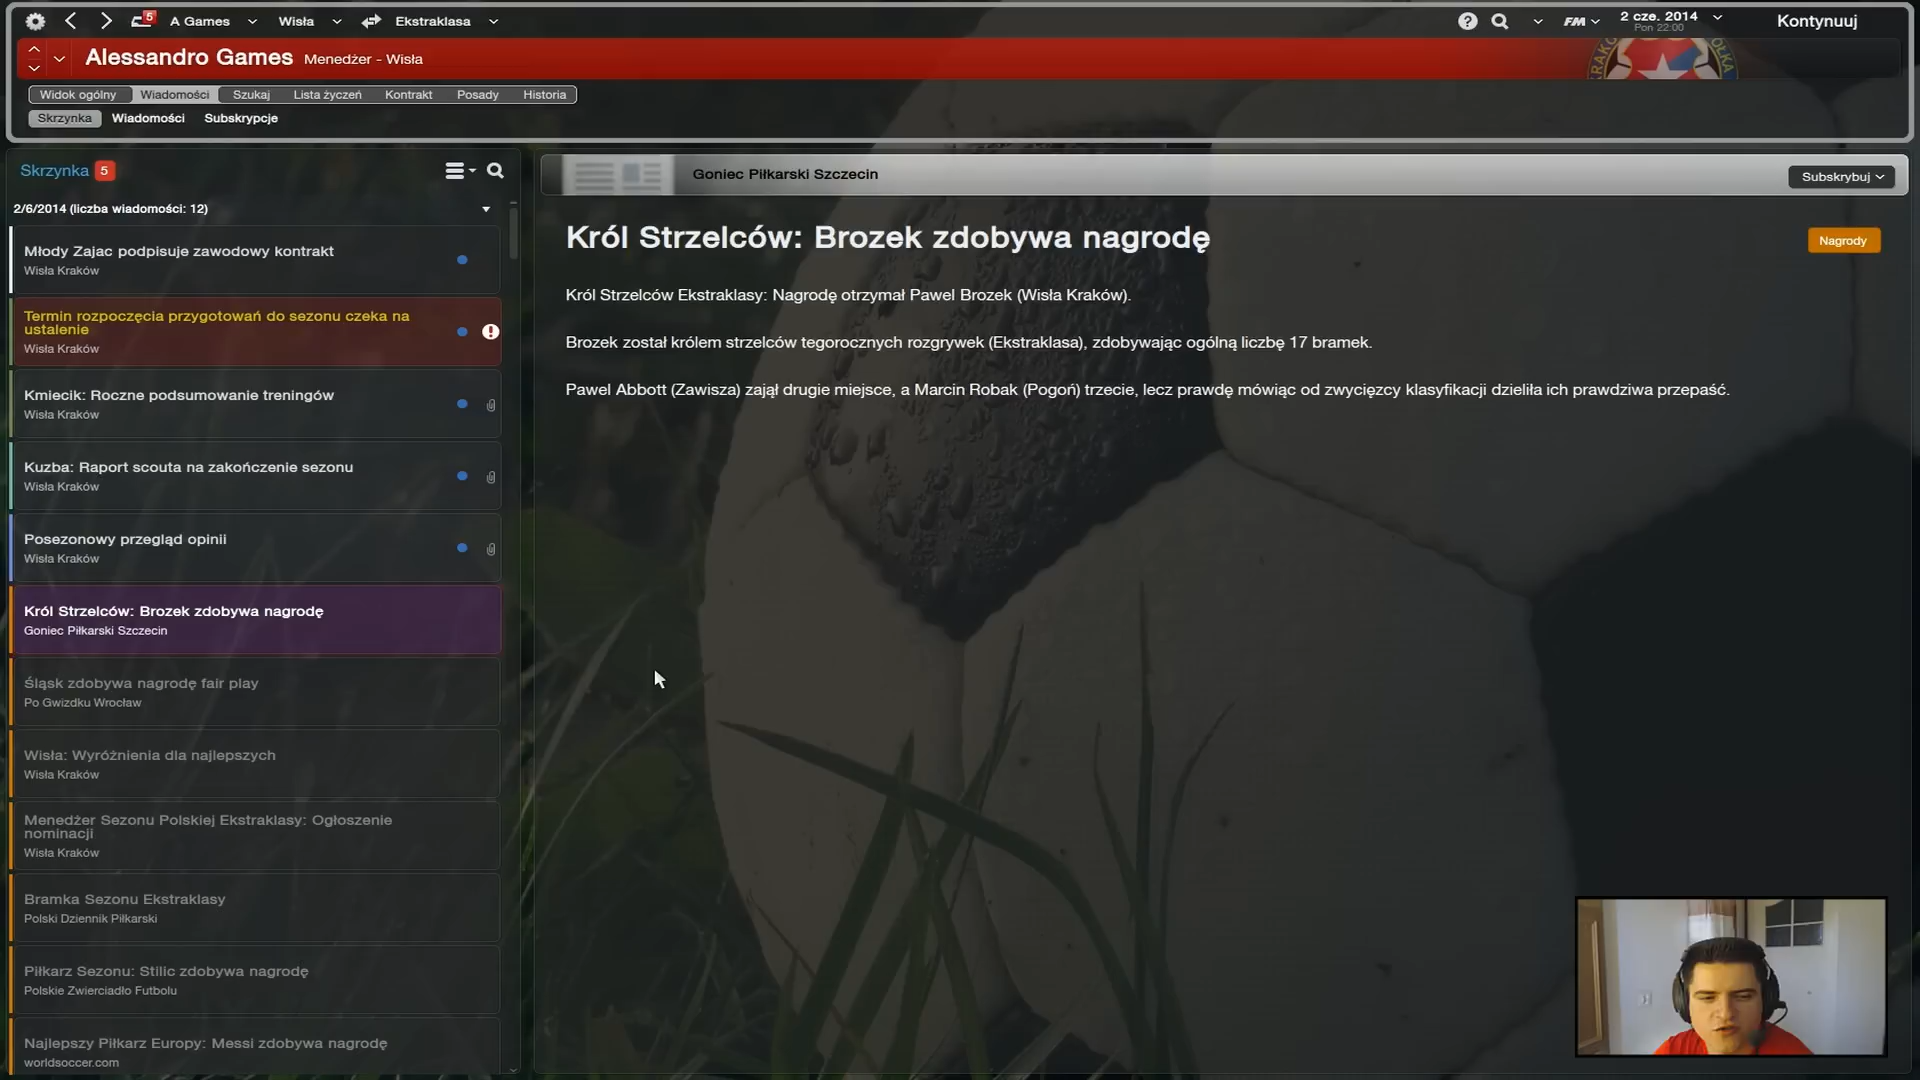 5
A Games
Wisła
Ekstraklasa
?
FM
2 cze. 2014
Pon 22:00
Kontynuuj
Alessandro Games
Menedżer - Wisła
Widok ogólny
Wiadomości
Szukaj
Lista życzeń
Kontrakt
Posady
Historia
Skrzynka
Wiadomości
Subskrypcje
Skrzynka 5
2/6/2014 (liczba wiadomości: 12)
Młody Zajac podpisuje zawodowy kontrakt
Wisła Kraków
Termin rozpoczęcia przygotowań do sezonu czeka na
ustalenie
Wisła Kraków
Kmiecik: Roczne podsumowanie treningów
Wisła Kraków
Kuzba: Raport scouta na zakończenie sezonu
Wisła Kraków
Posezonowy przegląd opinii
Wisła Kraków
Król Strzelców: Brozek zdobywa nagrodę
Goniec Piłkarski Szczecin
Śląsk zdobywa nagrodę fair play
Po Gwizdku Wrocław
Wisła: Wyróżnienia dla najlepszych
Wisła Kraków
Menedżer Sezonu Polskiej Ekstraklasy: Ogłoszenie
nominacji
Wisła Kraków
Bramka Sezonu Ekstraklasy
Polski Dziennik Piłkarski
Piłkarz Sezonu: Stilic zdobywa nagrodę
Polskie Zwierciadło Futbolu
Najlepszy Piłkarz Europy: Messi zdobywa nagrodę
worldsoccer.com
Goniec Piłkarski Szczecin
Subskrybuj
Król Strzelców: Brozek zdobywa nagrodę
Nagrody
Król Strzelców Ekstraklasy: Nagrodę otrzymał Pawel Brozek (Wisła Kraków).
Brozek został królem strzelców tegorocznych rozgrywek (Ekstraklasa), zdobywając ogólną liczbę 17 bramek.
Pawel Abbott (Zawisza) zajął drugie miejsce, a Marcin Robak (Pogoń) trzecie, lecz prawdę mówiąc od zwycięzcy klasyfikacji dzieliła ich prawdziwa przepaść.